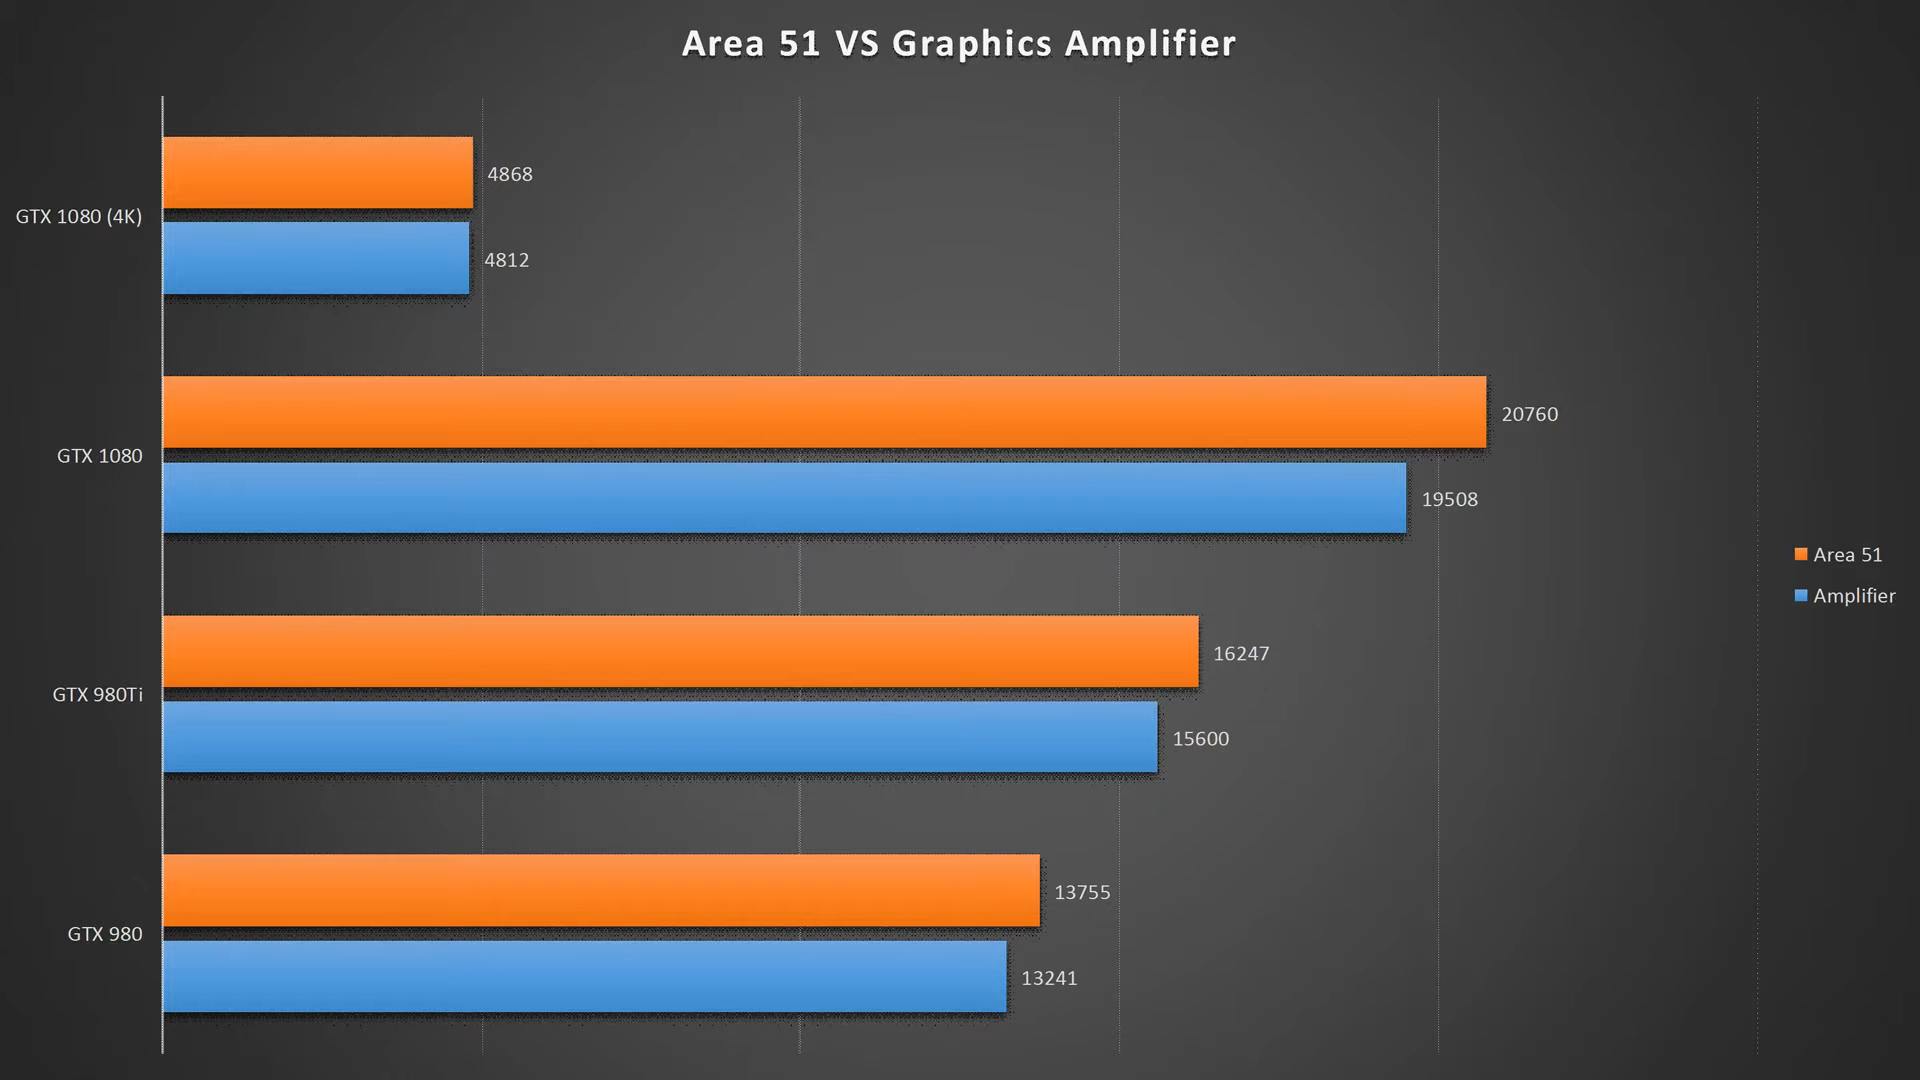 Area 51 VS Graphics Amplifier
GTX 1080 (4K)
4868
4812
GTX 1080
20760
19508
GTX 980Ti
16247
15600
GTX 980
13755
13241
Area 51
Amplifier